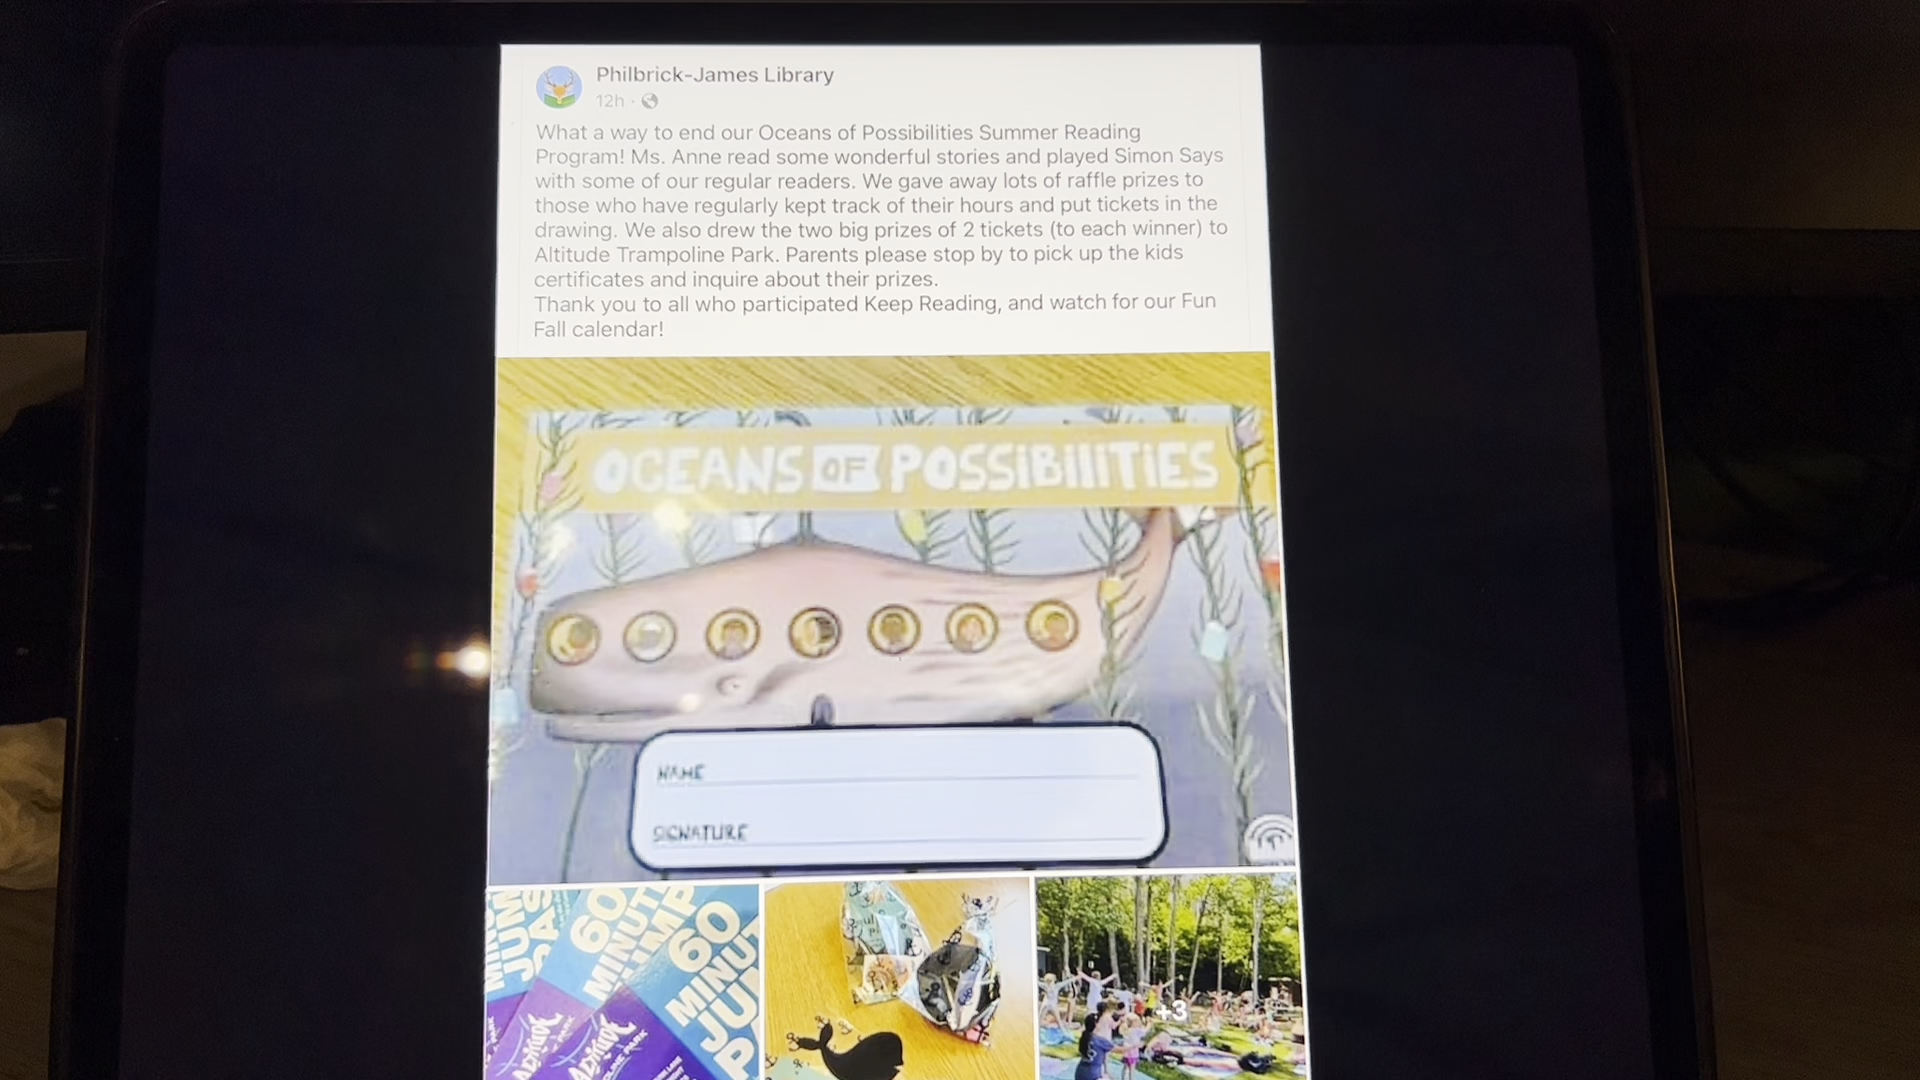 Philbrick-James Library
12h ·
What a way to end our Oceans of Possibilities Summer Reading
Program! Ms. Anne read some wonderful stories and played Simon Says
with some of our regular readers. We gave away lots of raffle prizes to
those who have regularly kept track of their hours and put tickets in the
drawing. We also drew the two big prizes of 2 tickets (to each winner) to
Altitude Trampoline Park. Parents please stop by to pick up the kids
certificates and inquire about their prizes.
Thank you to all who participated Keep Reading, and watch for our Fun
Fall calendar!
OCEANS OF POSSIBILITIES
NAME
SIGNATURE
60
MINUTE
JUMP
60
MINUT
JU
P
+3